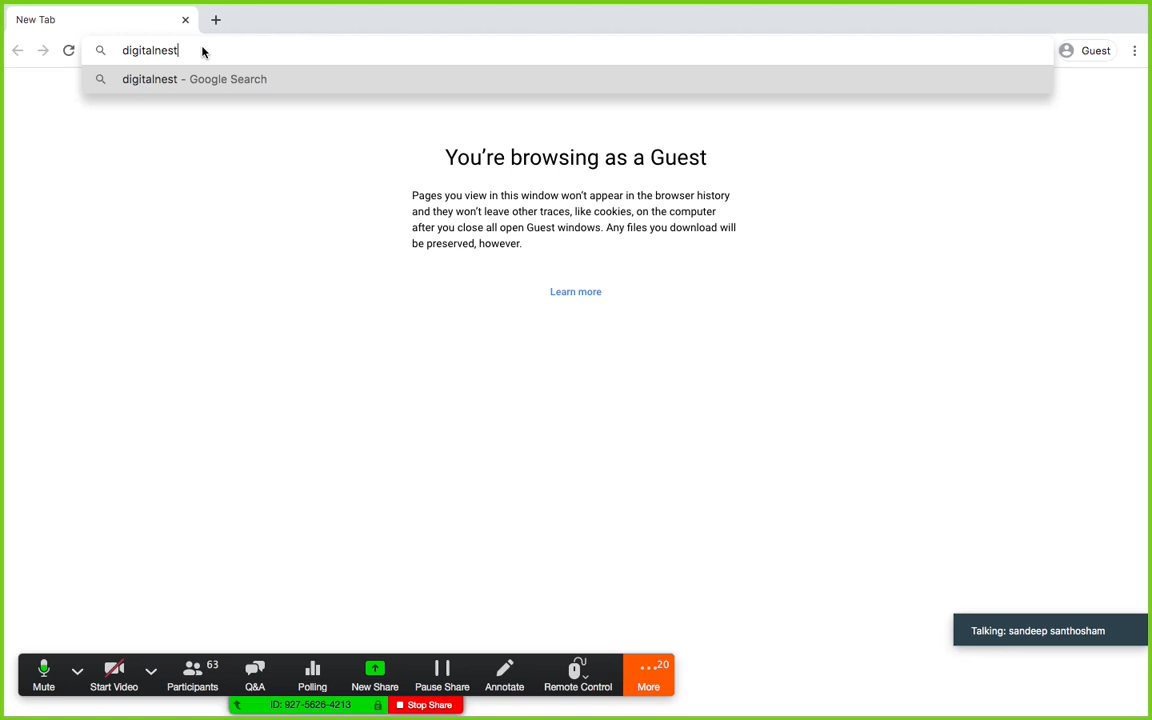 New Tab
digitalnest
Guest
digitalnest - Google Search
You're browsing as a Guest
Pages you view in this window won't appear in the browser history
and they won't leave other traces, like cookies, on the computer
after you close all open Guest windows. Any files you download will
be preserved, however.
Learn more
Talking: sandeep santhosham
63
20
Mute
Start Video
Participants
Q&A
Polling
New Share
Pause Share
Annotate
Remote Control
More
ID: 927-5626-4213
Stop Share